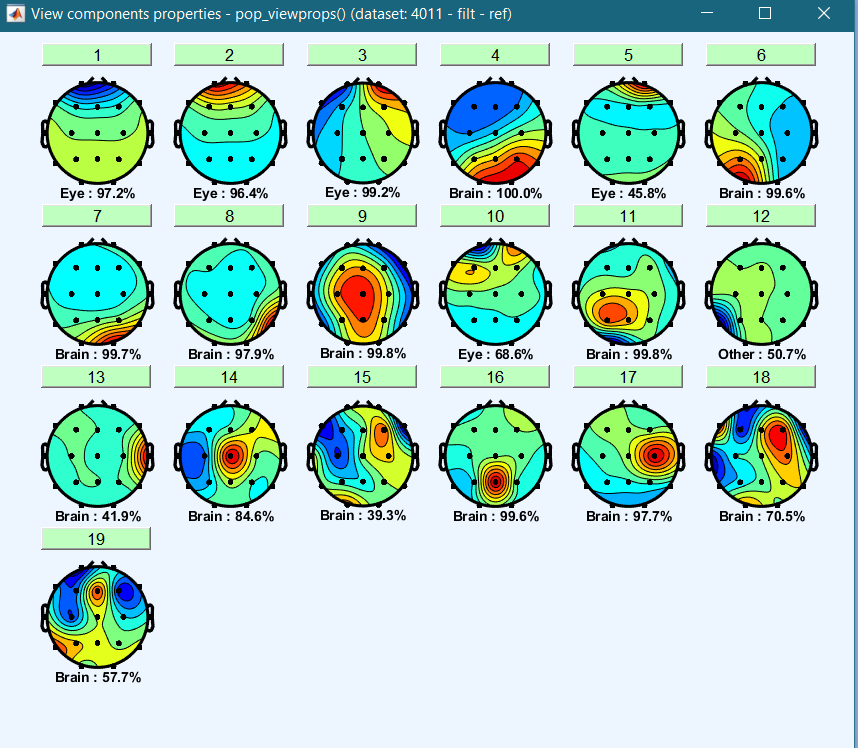 View components properties - pop_viewprops() (dataset: 4011 - filt - ref)
1 2 3 4 5 6
Eye : 97.2% Eye : 96.4% Eye : 99.2% Brain : 100.0% Eye : 45.8% Brain : 99.6%
7 8 9 10 11 12
Brain : 99.7% Brain : 97.9% Brain : 99.8% Eye : 68.6% Brain : 99.8% Other : 50.7%
13 14 15 16 17 18
Brain : 41.9% Brain : 84.6% Brain : 39.3% Brain : 99.6% Brain : 97.7% Brain : 70.5%
19
Brain : 57.7%